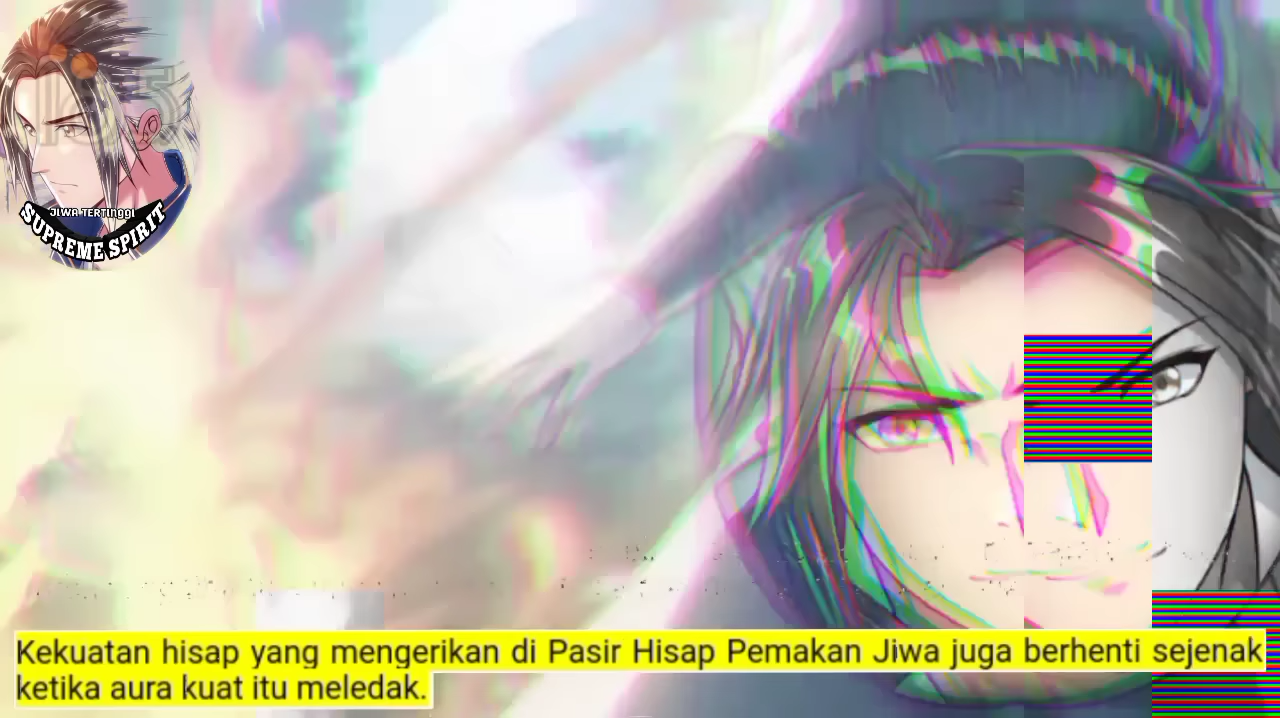 JIWA TERTINGGI
SUPREME SPIRIT
Kekuatan hisap yang mengerikan di Pasir Hisap Pemakan Jiwa juga berhenti sejenak
ketika aura kuat itu meledak.